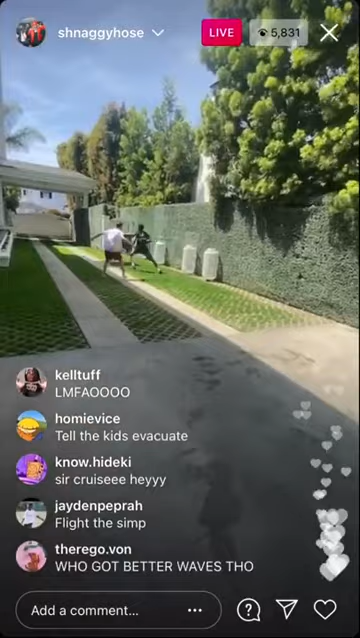 shnaggyhose
LIVE
5,831
kelltuff
LMFAOOOO
homievice
Tell the kids evacuate
know.hideki
sir cruiseee heyyy
jaydenpeprah
Flight the simp
therego.von
WHO GOT BETTER WAVES THO
Add a comment...